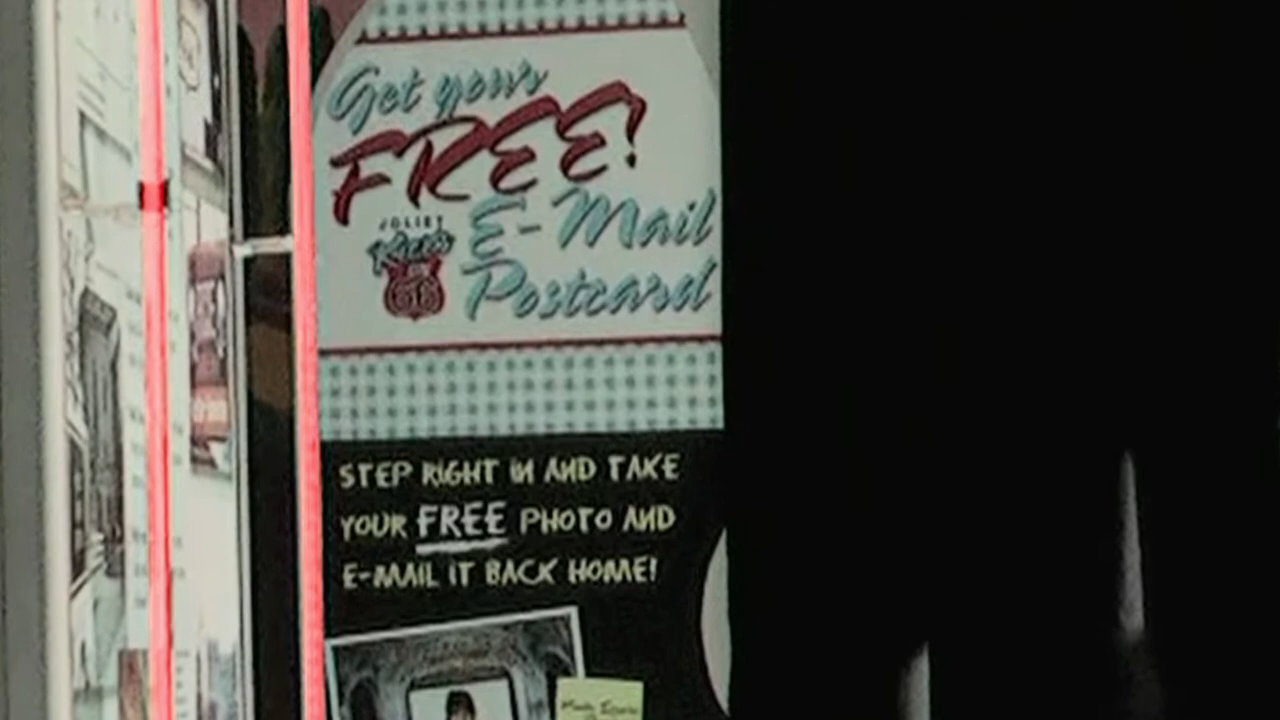 Get your
FREE!
E-Mail
Postcard
JOLIET
Kicks
66
STEP RIGHT IN AND TAKE
YOUR FREE PHOTO AND
E-MAIL IT BACK HOME!